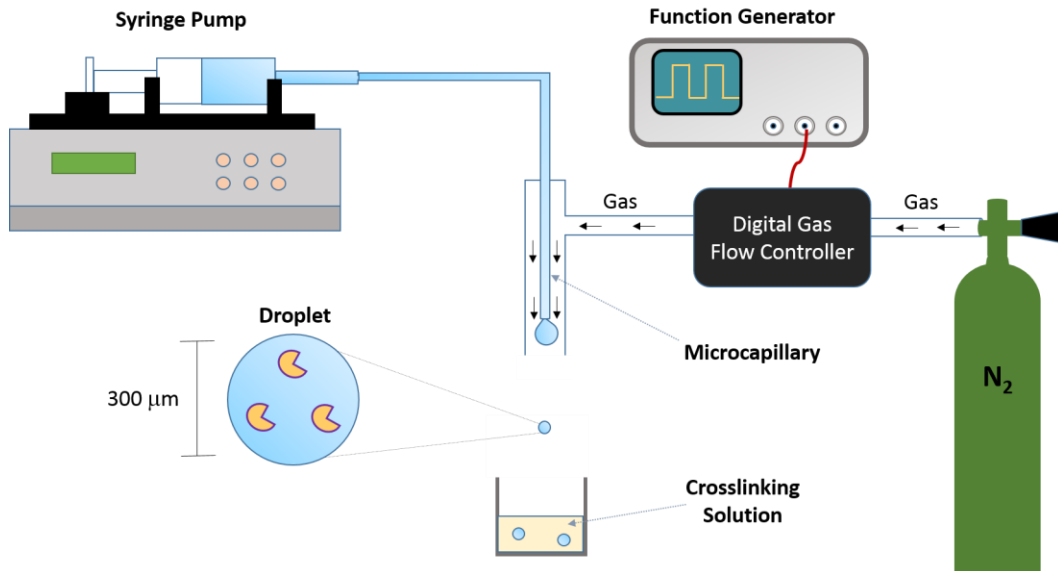 Syringe Pump
Function Generator
Gas
Gas
Digital Gas
Flow Controller
Droplet
Microcapillary
300 μm
N₂
Crosslinking
Solution